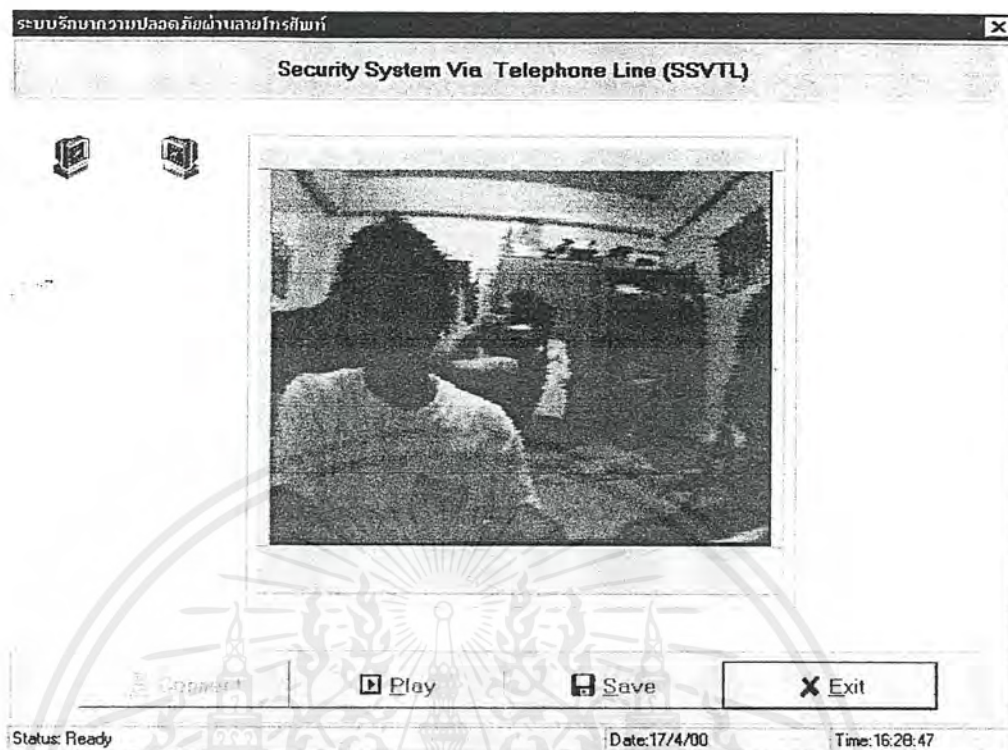 ระบบรักษาความปลอดภัยผ่านสายโทรศัพท์
Security System Via Telephone Line (SSVTL)
Connect
Play
Save
Exit
Status: Ready
Date:17/4/00
Time:16:28:47